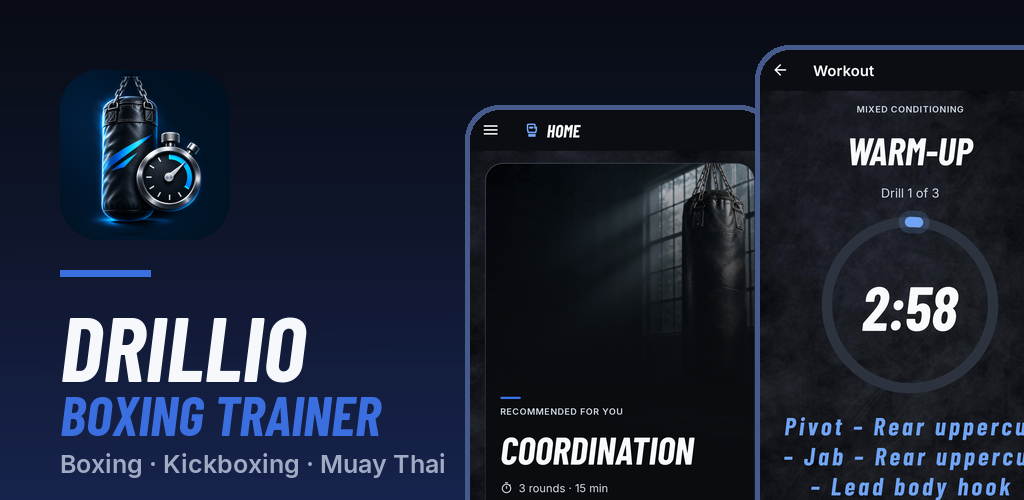 DRILLIO
BOXING TRAINER
Boxing · Kickboxing · Muay Thai
HOME
RECOMMENDED FOR YOU
COORDINATION
3 rounds · 15 min
Workout
MIXED CONDITIONING
WARM-UP
Drill 1 of 3
2:58
Pivot – Rear uppercu
– Jab – Rear uppercu
– Lead body hook